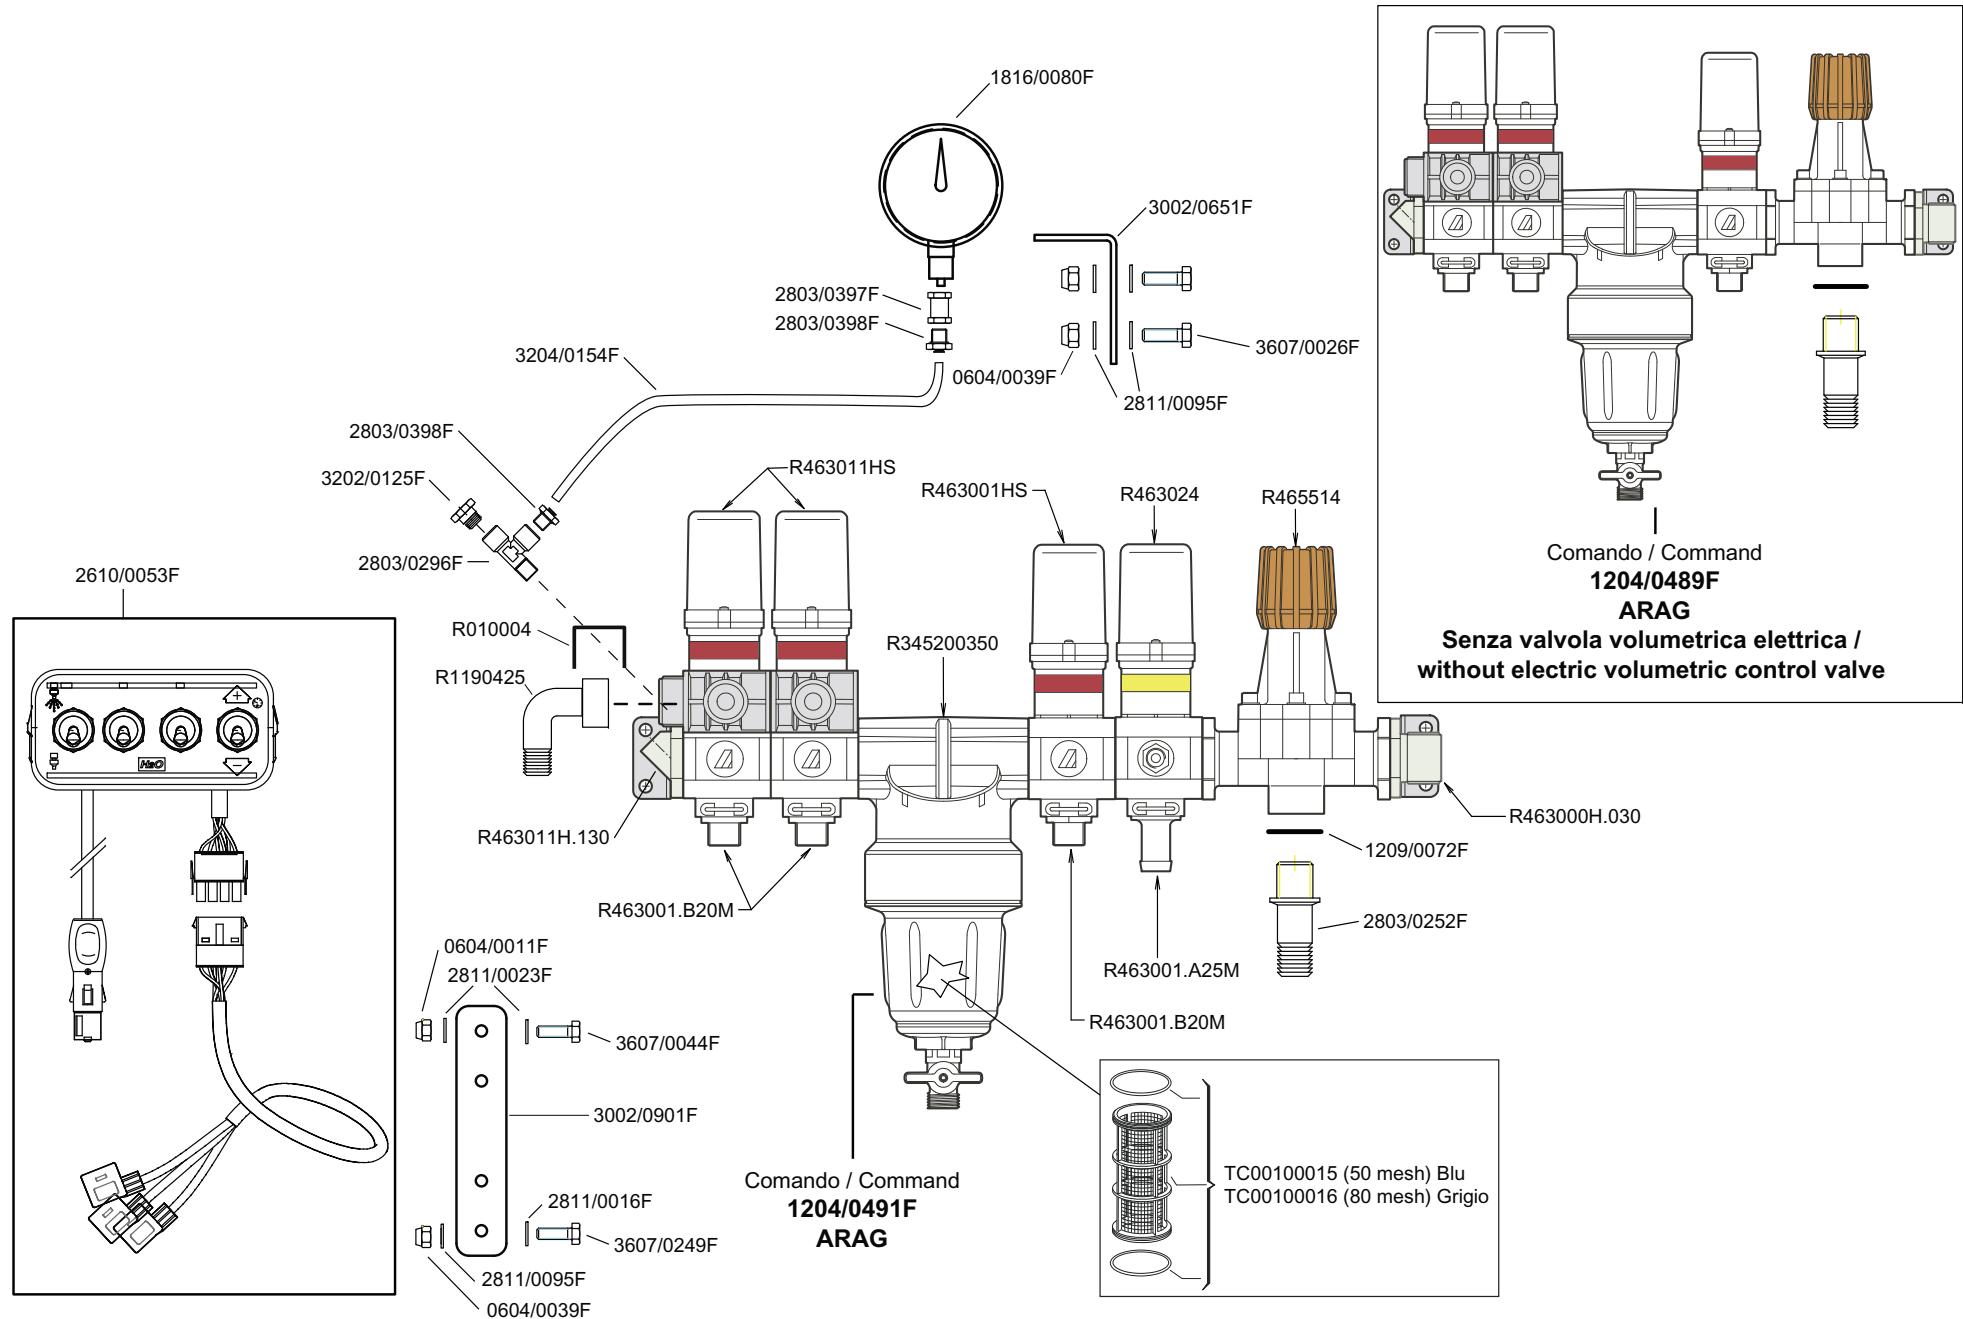 1816/0080F
3002/0651F
2803/0397F
2803/0398F
3204/0154F
3607/0026F
0604/0039F
2811/0095F
2803/0398F
3202/0125F
R463011HS
R463001HS
R463024
R465514
2803/0296F
2610/0053F
R010004
R345200350
R1190425
Comando / Command
1204/0489F
ARAG
Senza valvola volumetrica elettrica /
without electric volumetric control valve
H2O
R463011H.130
R463000H.030
1209/0072F
R463001.B20M
2803/0252F
0604/0011F
2811/0023F
R463001.A25M
R463001.B20M
3607/0044F
3002/0901F
Comando / Command
1204/0491F
ARAG
TC00100015 (50 mesh) Blu
TC00100016 (80 mesh) Grigio
2811/0016F
3607/0249F
2811/0095F
0604/0039F